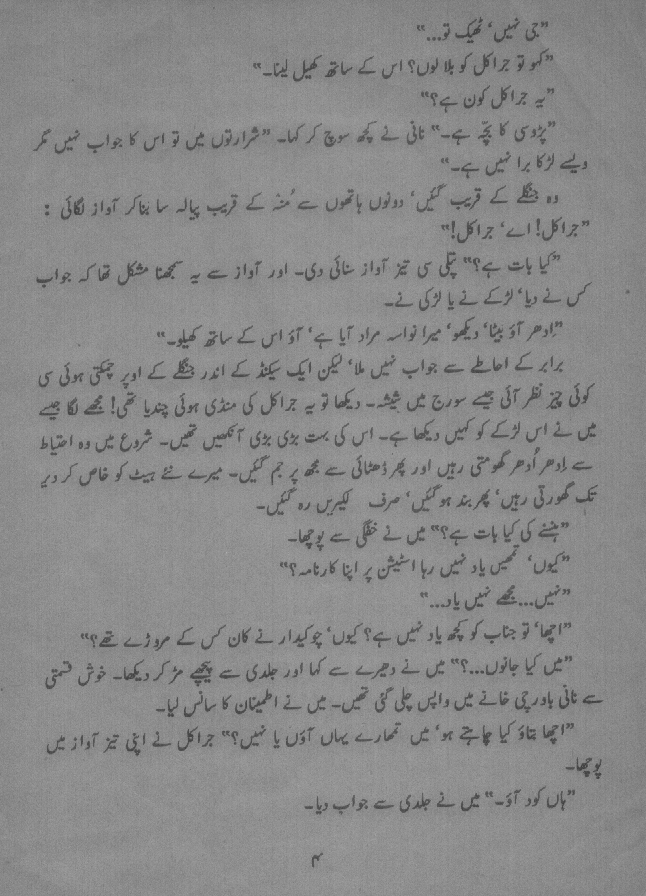 ”جی نہیں‘ ٹھیک تو...“
”کہو تو جراکل کو بلا لوں؟ اس کے ساتھ کھیل لینا۔“
”یہ جراکل کون ہے؟“
”پڑوسی کا بچّہ ہے۔“ نانی نے کچھ سوچ کر کہا۔ ”شرارتوں میں تو اس کا جواب نہیں مگر
ویسے لڑکا برا نہیں ہے۔“
وہ جنگلے کے قریب گئیں‘ دونوں ہاتھوں سے مُنہ کے قریب پیالہ سا بناکر آواز لگائی :
”جراکل! اے‘ جراکل!“
”کیا بات ہے؟“ پتلی سی تیز آواز سنائی دی۔ اور آواز سے یہ سمجھنا مشکل تھا کہ جواب
کس نے دیا‘ لڑکے نے یا لڑکی نے۔
”اِدھر آؤ بیٹا‘ دیکھو‘ میرا نواسہ مراد آیا ہے‘ آؤ اس کے ساتھ کھیلو۔“
برابر کے احاطے سے جواب نہیں ملا‘ لیکن ایک سیکنڈ کے اندر جنگلے کے اوپر چمکتی ہوئی سی
کوئی چیز نظر آئی جیسے سورج میں شیشہ۔ دیکھا تو یہ جراکل کی منڈی ہوئی چندیا تھی! مجھے لگا جیسے
میں نے اس لڑکے کو کہیں دیکھا ہے۔ اس کی بہت بڑی بڑی آنکھیں تھیں۔ شروع میں وہ احتیاط
سے اِدھر اُدھر گھومتی رہیں اور پھر ڈھٹائی سے مجھ پر جم گئیں۔ میرے نئے ہیٹ کو خاص کر دیر
تک گھورتی رہیں‘ پھر بند ہو گئیں‘ صرف لکیریں رہ گئیں۔
”ہنسنے کی کیا بات ہے؟“ میں نے خفگی سے پوچھا۔
”کیوں‘ تمھیں یاد نہیں رہا اسٹیشن پر اپنا کارنامہ؟“
”نہیں...مجھے نہیں یاد...“
”اچھا‘ تو جناب کو کچھ یاد نہیں ہے؟ کیوں‘ چوکیدار نے کان کس کے مروڑے تھے؟“
”میں کیا جانوں...؟“ میں نے دھیرے سے کہا اور جلدی سے پیچھے مڑ کر دیکھا۔ خوش قسمتی
سے نانی باورچی خانے میں واپس چلی گئی تھیں۔ میں نے اطمینان کا سانس لیا۔
”اچھا بتاؤ کیا چاہتے ہو‘ میں تمھارے یہاں آؤں یا نہیں؟“ جراکل نے اپنی تیز آواز میں
پوچھا۔
”ہاں کود آؤ۔“ میں نے جلدی سے جواب دیا۔
۴